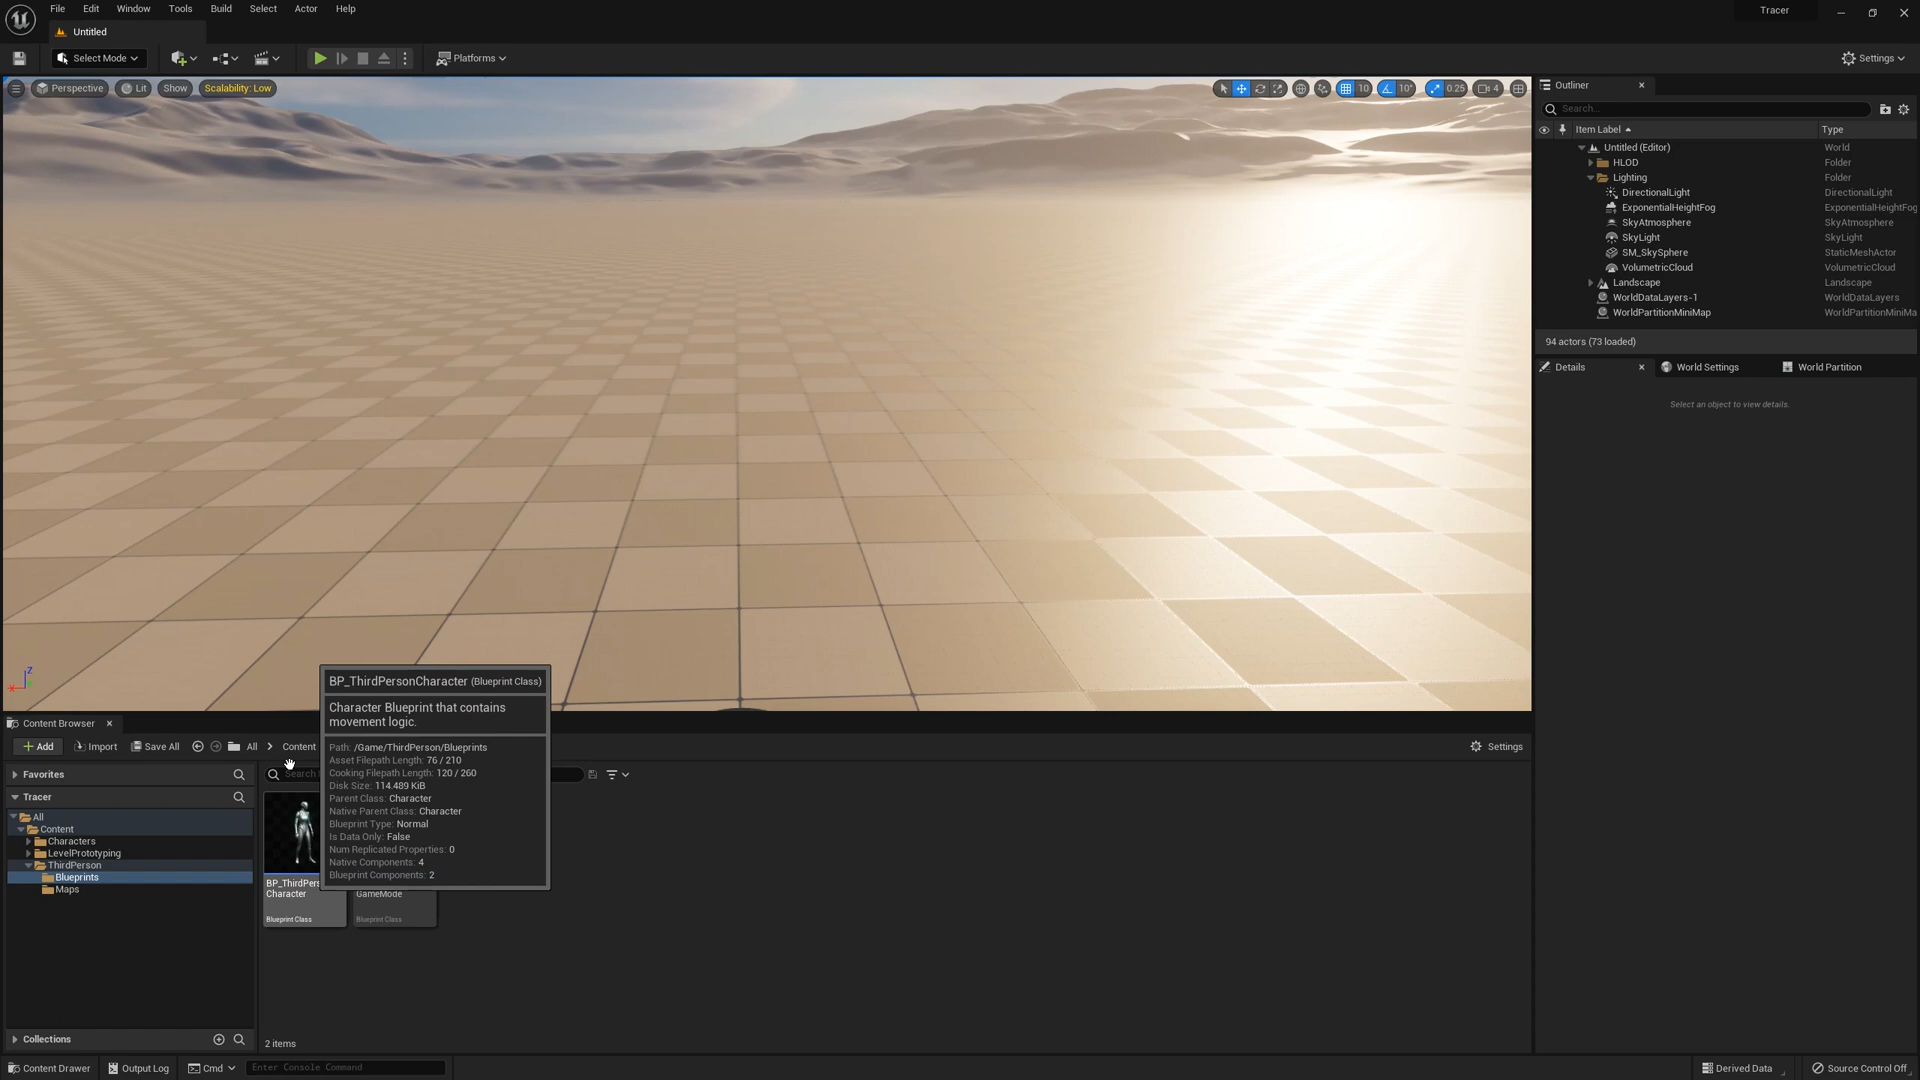 File Edit Window Tools Build Select Actor Help
Tracer
Untitled
Select Mode
Platforms
Settings
Perspective
Lit
Show
Scalability: Low
10
10°
0.25
4
Outliner
Search...
Item Label
Type
Untitled (Editor)
World
HLOD
Folder
Lighting
Folder
DirectionalLight
DirectionalLight
ExponentialHeightFog
ExponentialHeightFog
SkyAtmosphere
SkyAtmosphere
SkyLight
SkyLight
SM_SkySphere
StaticMeshActor
VolumetricCloud
VolumetricCloud
Landscape
Landscape
WorldDataLayers-1
WorldDataLayers
WorldPartitionMiniMap
WorldPartitionMiniMa
94 actors (73 loaded)
Details
World Settings
World Partition
Select an object to view details.
Z
BP_ThirdPersonCharacter (Blueprint Class)
Character Blueprint that contains
movement logic.
Path: /Game/ThirdPerson/Blueprints
Asset Filepath Length: 76 / 210
Cooking Filepath Length: 120 / 260
Disk Size: 114.489 KiB
Parent Class: Character
Native Parent Class: Character
Blueprint Type: Normal
Is Data Only: False
Num Replicated Properties: 0
Native Components: 4
Blueprint Components: 2
Content Browser
Add
Import
Save All
All
Content
Settings
Favorites
Search
Tracer
All
Content
Characters
LevelPrototyping
ThirdPerson
Blueprints
Maps
BP_ThirdPers
Character
Blueprint Class
GameMode
Blueprint Class
Collections
2 items
Content Drawer
Output Log
Cmd
Enter Console Command
Derived Data
Source Control Off